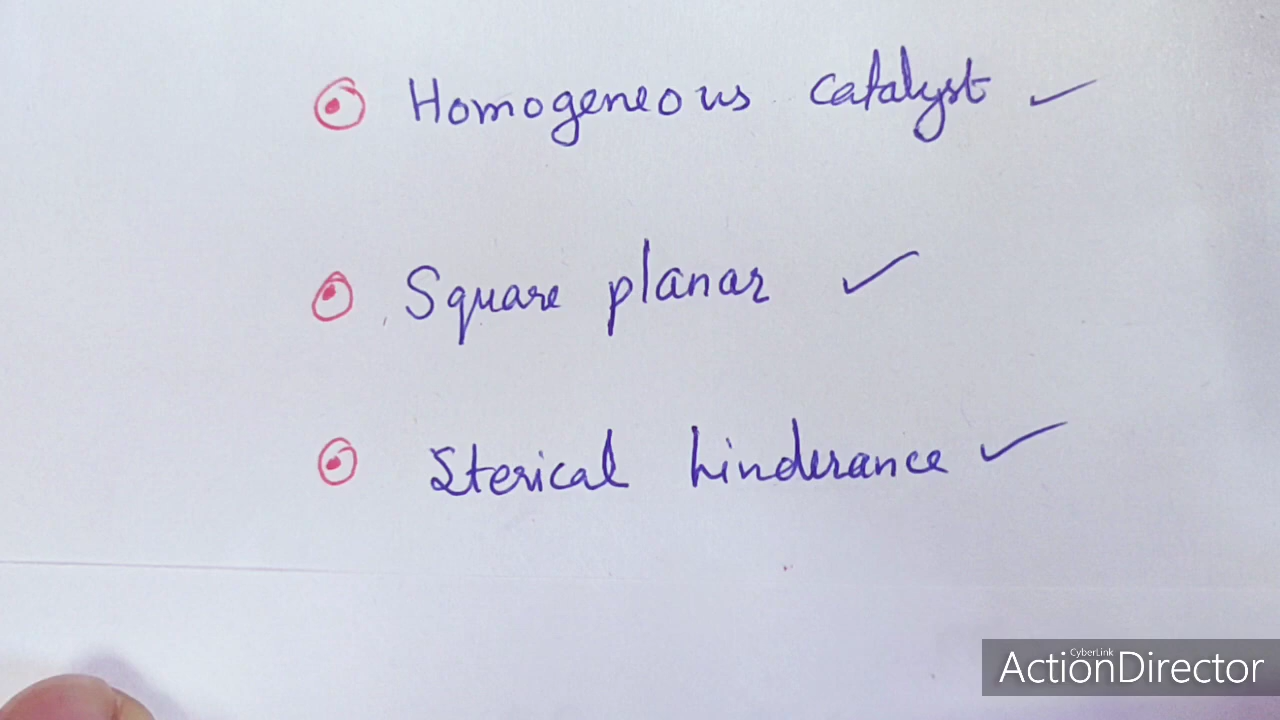 Homogeneous catalyst
Square planar
Sterical hinderance
CyberLink
ActionDirector